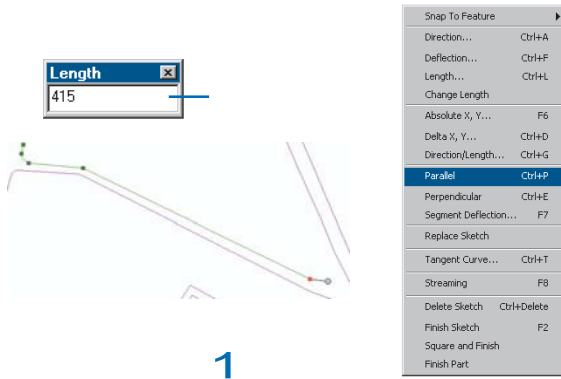 Length
415
1
Snap To Feature
Direction... Ctrl+A
Deflection... Ctrl+F
Length... Ctrl+L
Change Length
Absolute X, Y... F6
Delta X, Y... Ctrl+D
Direction/Length... Ctrl+G
Parallel Ctrl+P
Perpendicular Ctrl+E
Segment Deflection... F7
Replace Sketch
Tangent Curve... Ctrl+T
Streaming F8
Delete Sketch Ctrl+Delete
Finish Sketch F2
Square and Finish
Finish Part